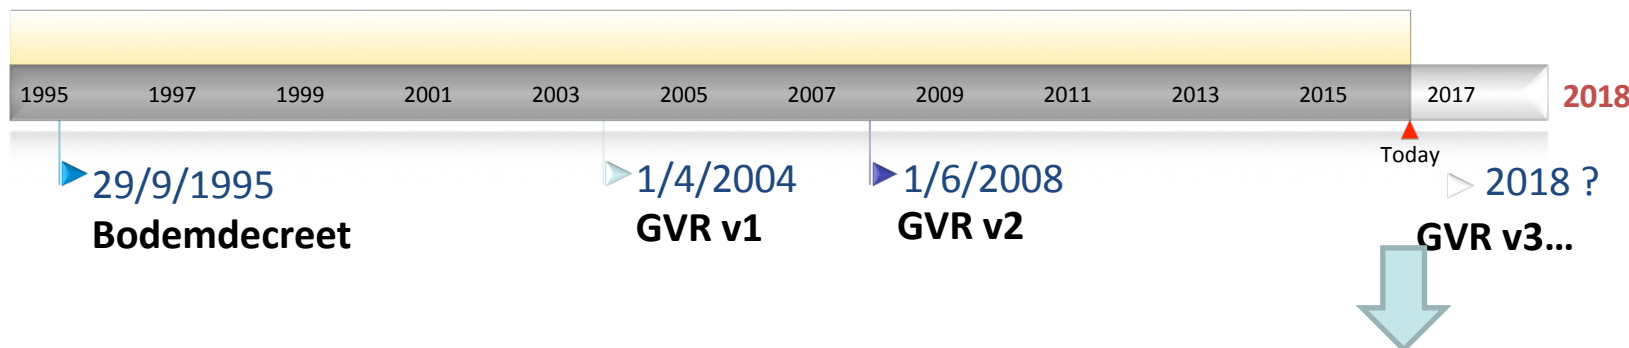 1995 1997 1999 2001 2003 2005 2007 2009 2011 2013 2015 2017 2018
Today
29/9/1995 1/4/2004 1/6/2008 2018 ?
Bodemdecreet GVR v1 GVR v2 GVR v3...